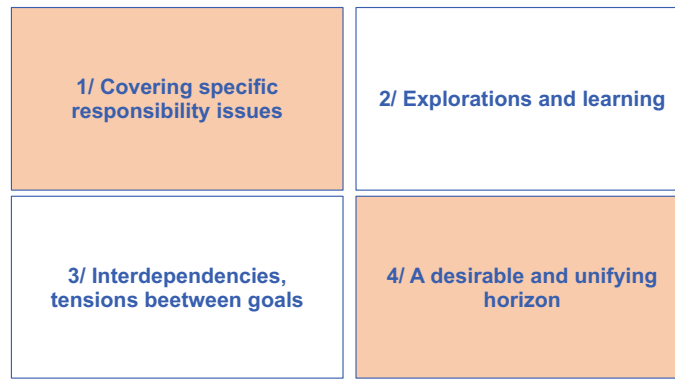 1/ Covering specific
responsibility issues
2/ Explorations and learning
3/ Interdependencies,
tensions beetween goals
4/ A desirable and unifying
horizon